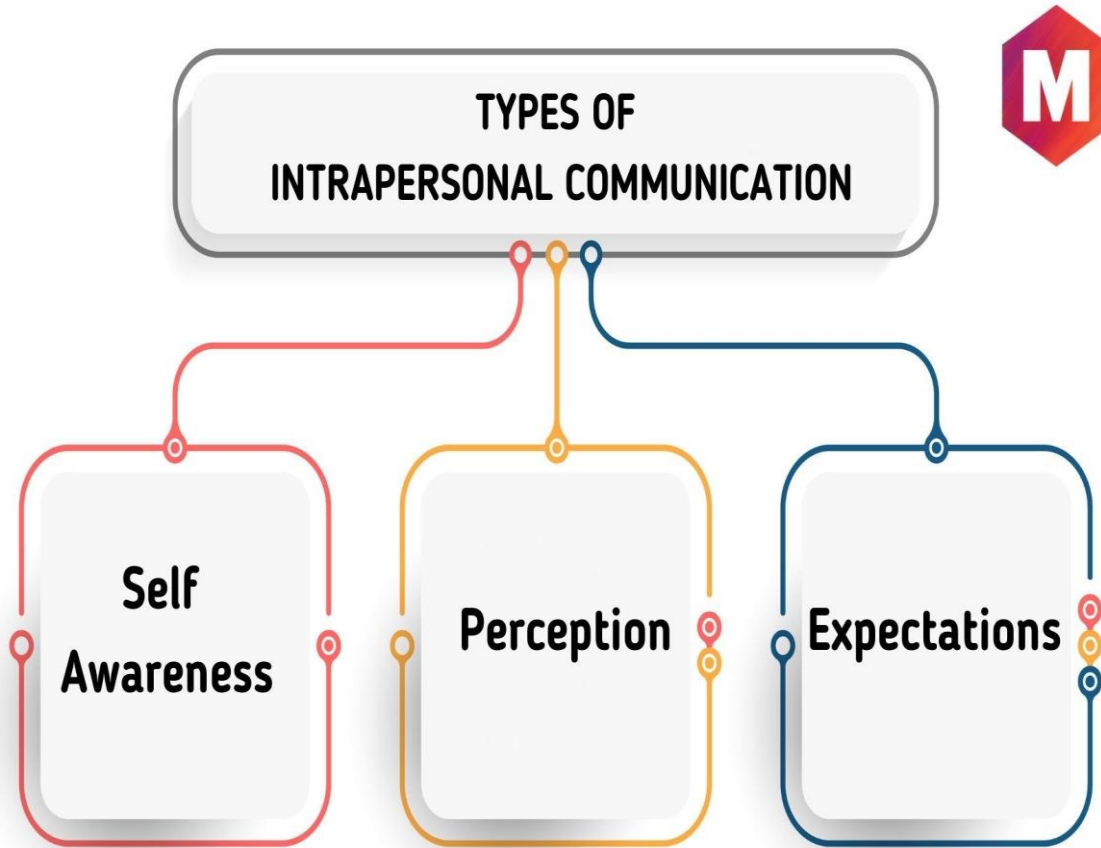 TYPES OF
INTRAPERSONAL COMMUNICATION
M
Self
Awareness
Perception
Expectations